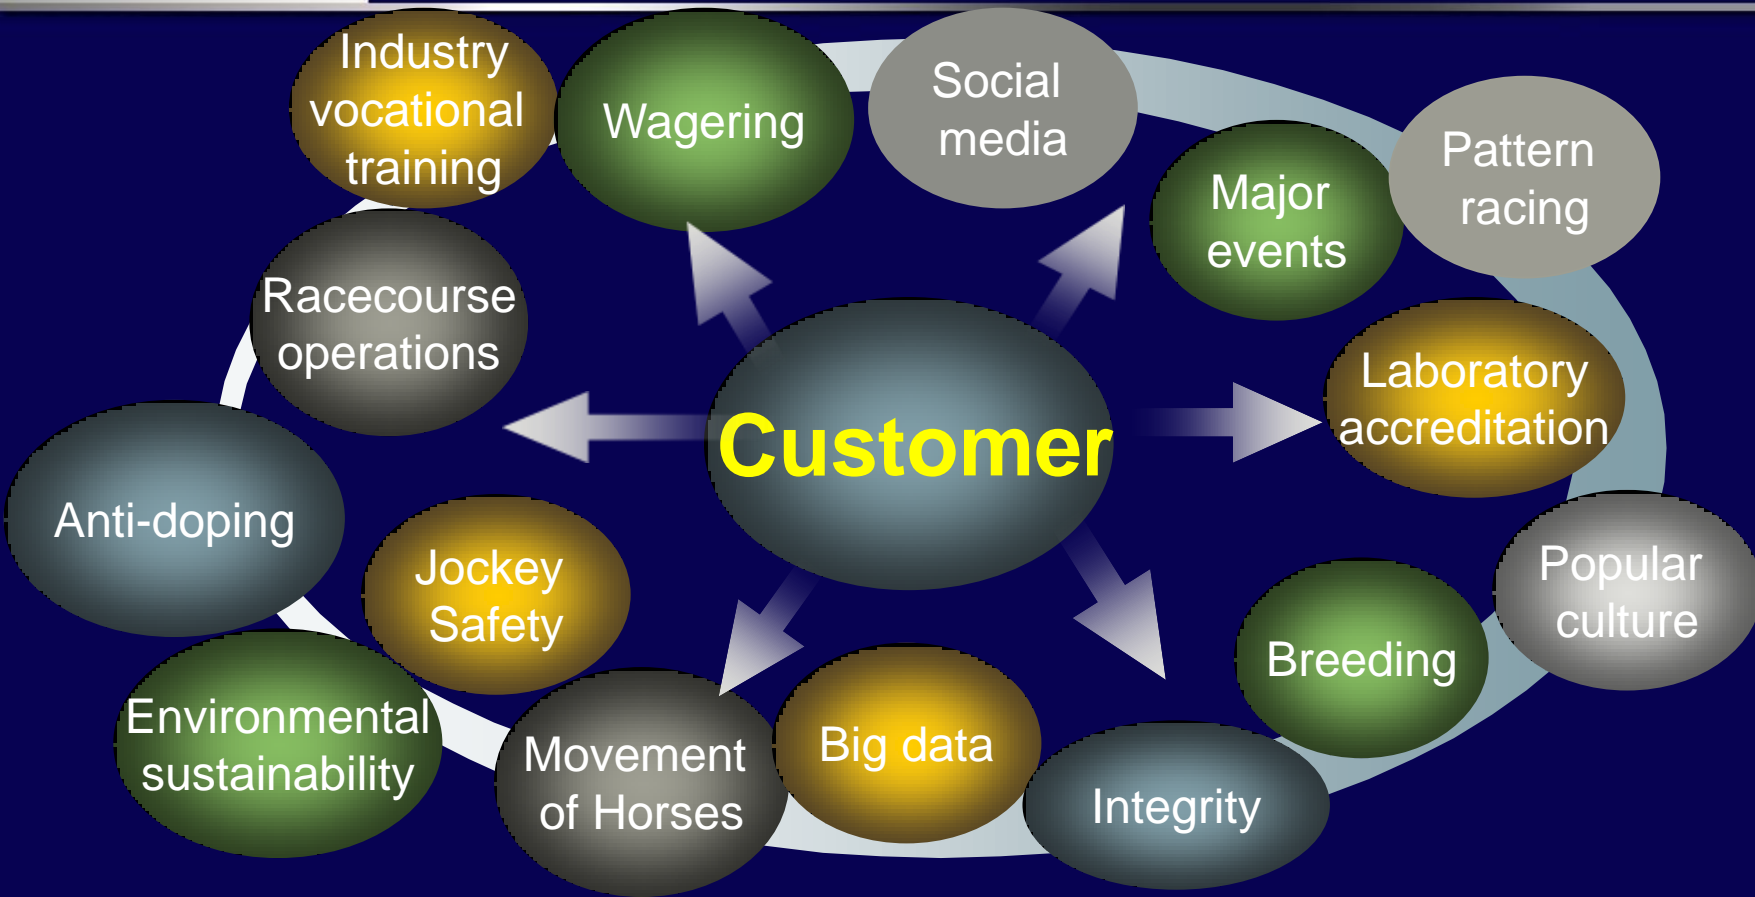 Industry
vocational
training
Wagering
Social
media
Major
events
Pattern
racing
Racecourse
operations
Customer
Laboratory
accreditation
Anti-doping
Jockey
Safety
Popular
culture
Breeding
Environmental
sustainability
Movement
of Horses
Big data
Integrity